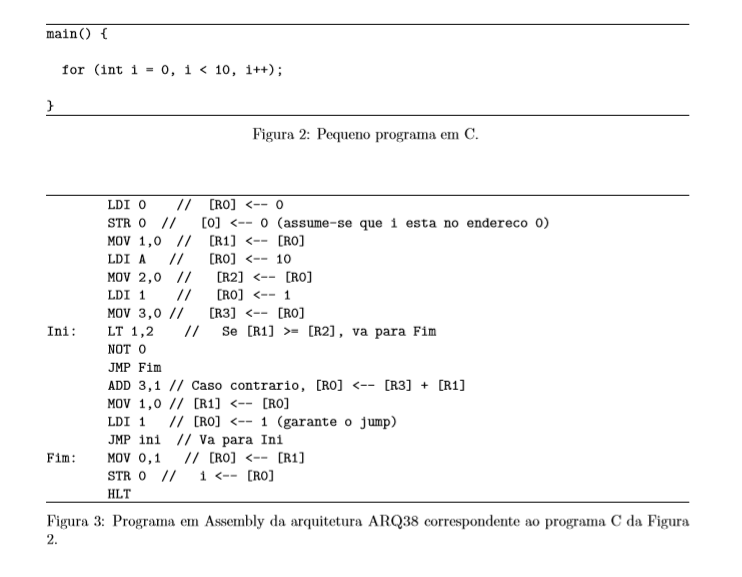 main() {
for (int i = 0, i < 10, i++);
}
Figura 2: Pequeno programa em C.
LDI 0 // [R0] <-- 0
STR 0 // [0] <-- 0 (assume-se que i esta no endereco 0)
MOV 1,0 // [R1] <-- [R0]
LDI A // [R0] <-- 10
MOV 2,0 // [R2] <-- [R0]
LDI 1 // [R0] <-- 1
MOV 3,0 // [R3] <-- [R0]
Ini: LT 1,2 // Se [R1] >= [R2], va para Fim
NOT 0
JMP Fim
ADD 3,1 // Caso contrario, [R0] <-- [R3] + [R1]
MOV 1,0 // [R1] <-- [R0]
LDI 1 // [R0] <-- 1 (garante o jump)
JMP ini // Va para Ini
Fim: MOV 0,1 // [R0] <-- [R1]
STR 0 // i <-- [R0]
HLT
Figura 3: Programa em Assembly da arquitetura ARQ38 correspondente ao programa C da Figura
2.